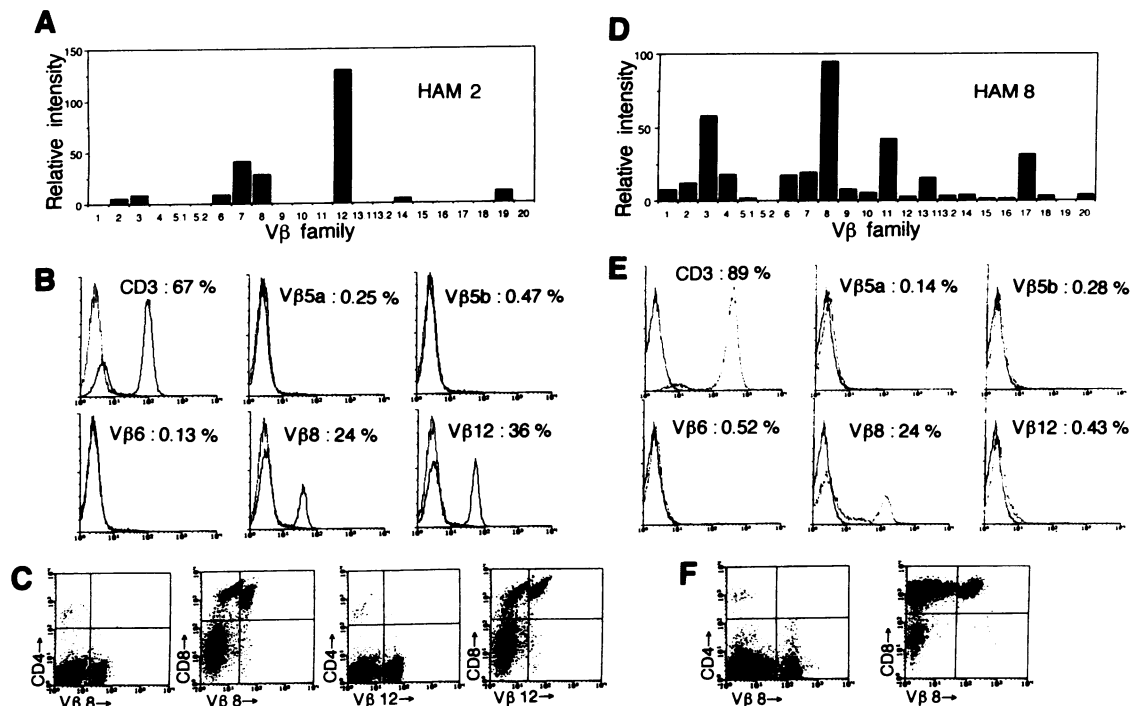 A
Relative intensity
150
100
50
0
HAM 2
1 2 3 4 5 1 5 2 6 7 8 9 10 11 12 13 113.2 14 15 16 17 18 19 20
Vβ family
D
Relative intensity
100
50
0
HAM 8
1 2 3 4 5 1 5 2 6 7 8 9 10 11 12 13 113 2 14 15 16 17 18 19 20
Vβ family
B
CD3 : 67 %
Vβ5a : 0.25 %
Vβ5b : 0.47 %
Vβ6 : 0.13 %
Vβ8 : 24 %
Vβ12 : 36 %
E
CD3 : 89 %
Vβ5a : 0.14 %
Vβ5b : 0.28 %
Vβ6 : 0.52 %
Vβ8 : 24 %
Vβ12 : 0.43 %
C
CD4→
Vβ 8→
CD8→
Vβ 8→
CD4→
Vβ 12→
CD8→
Vβ 12→
F
CD4→
Vβ 8→
CD8→
Vβ 8→